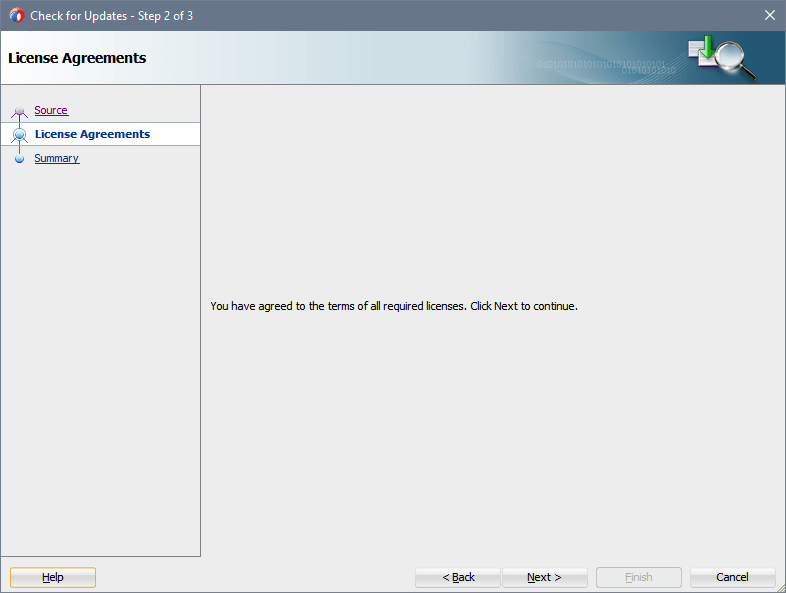 Check for Updates - Step 2 of 3
License Agreements
Source
License Agreements
Summary
You have agreed to the terms of all required licenses. Click Next to continue.
Help
< Back
Next >
Finish
Cancel